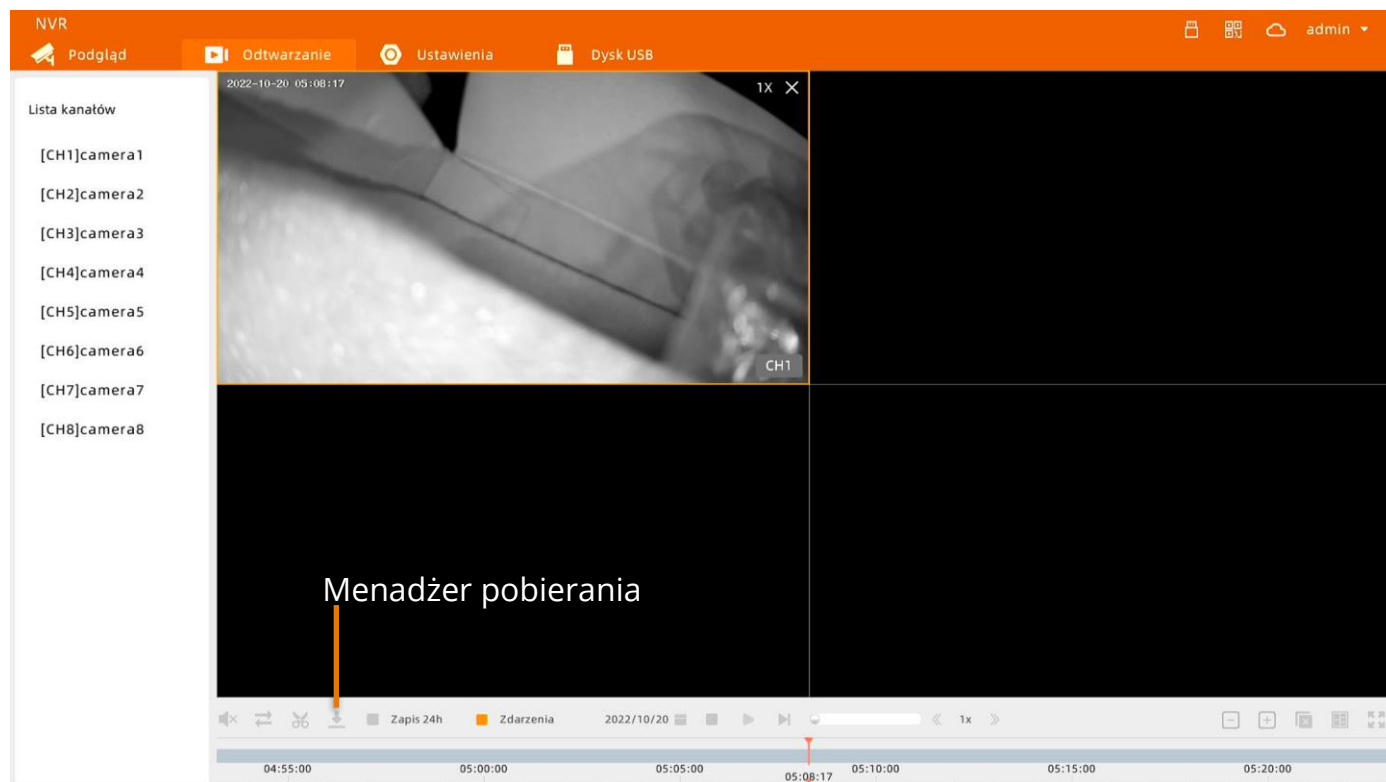 NVR
admin
Podgląd
Odtwarzanie
Ustawienia
Dysk USB
Lista kanałów
[CH1]camera1
[CH2]camera2
[CH3]camera3
[CH4]camera4
[CH5]camera5
[CH6]camera6
[CH7]camera7
[CH8]camera8
2022-10-20 05:08:17
1X
CH1
Menadżer pobierania
Zapis 24h
Zdarzenia
2022/10/20
1x
04:55:00
05:00:00
05:05:00
05:08:17
05:10:00
05:15:00
05:20:00